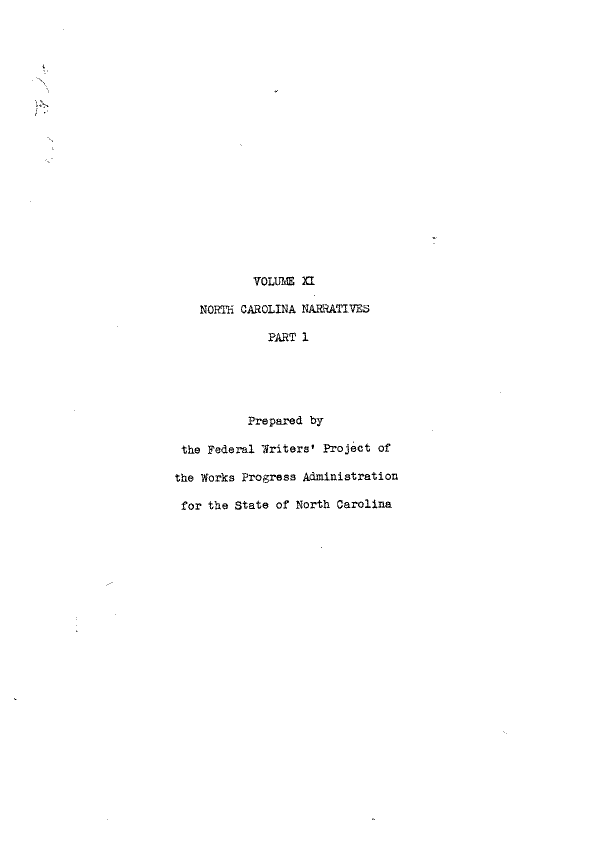 VOLUME XI
NORTH CAROLINA NARRATIVES
PART 1
Prepared by
the Federal Writers' Project of
the Works Progress Administration
for the State of North Carolina